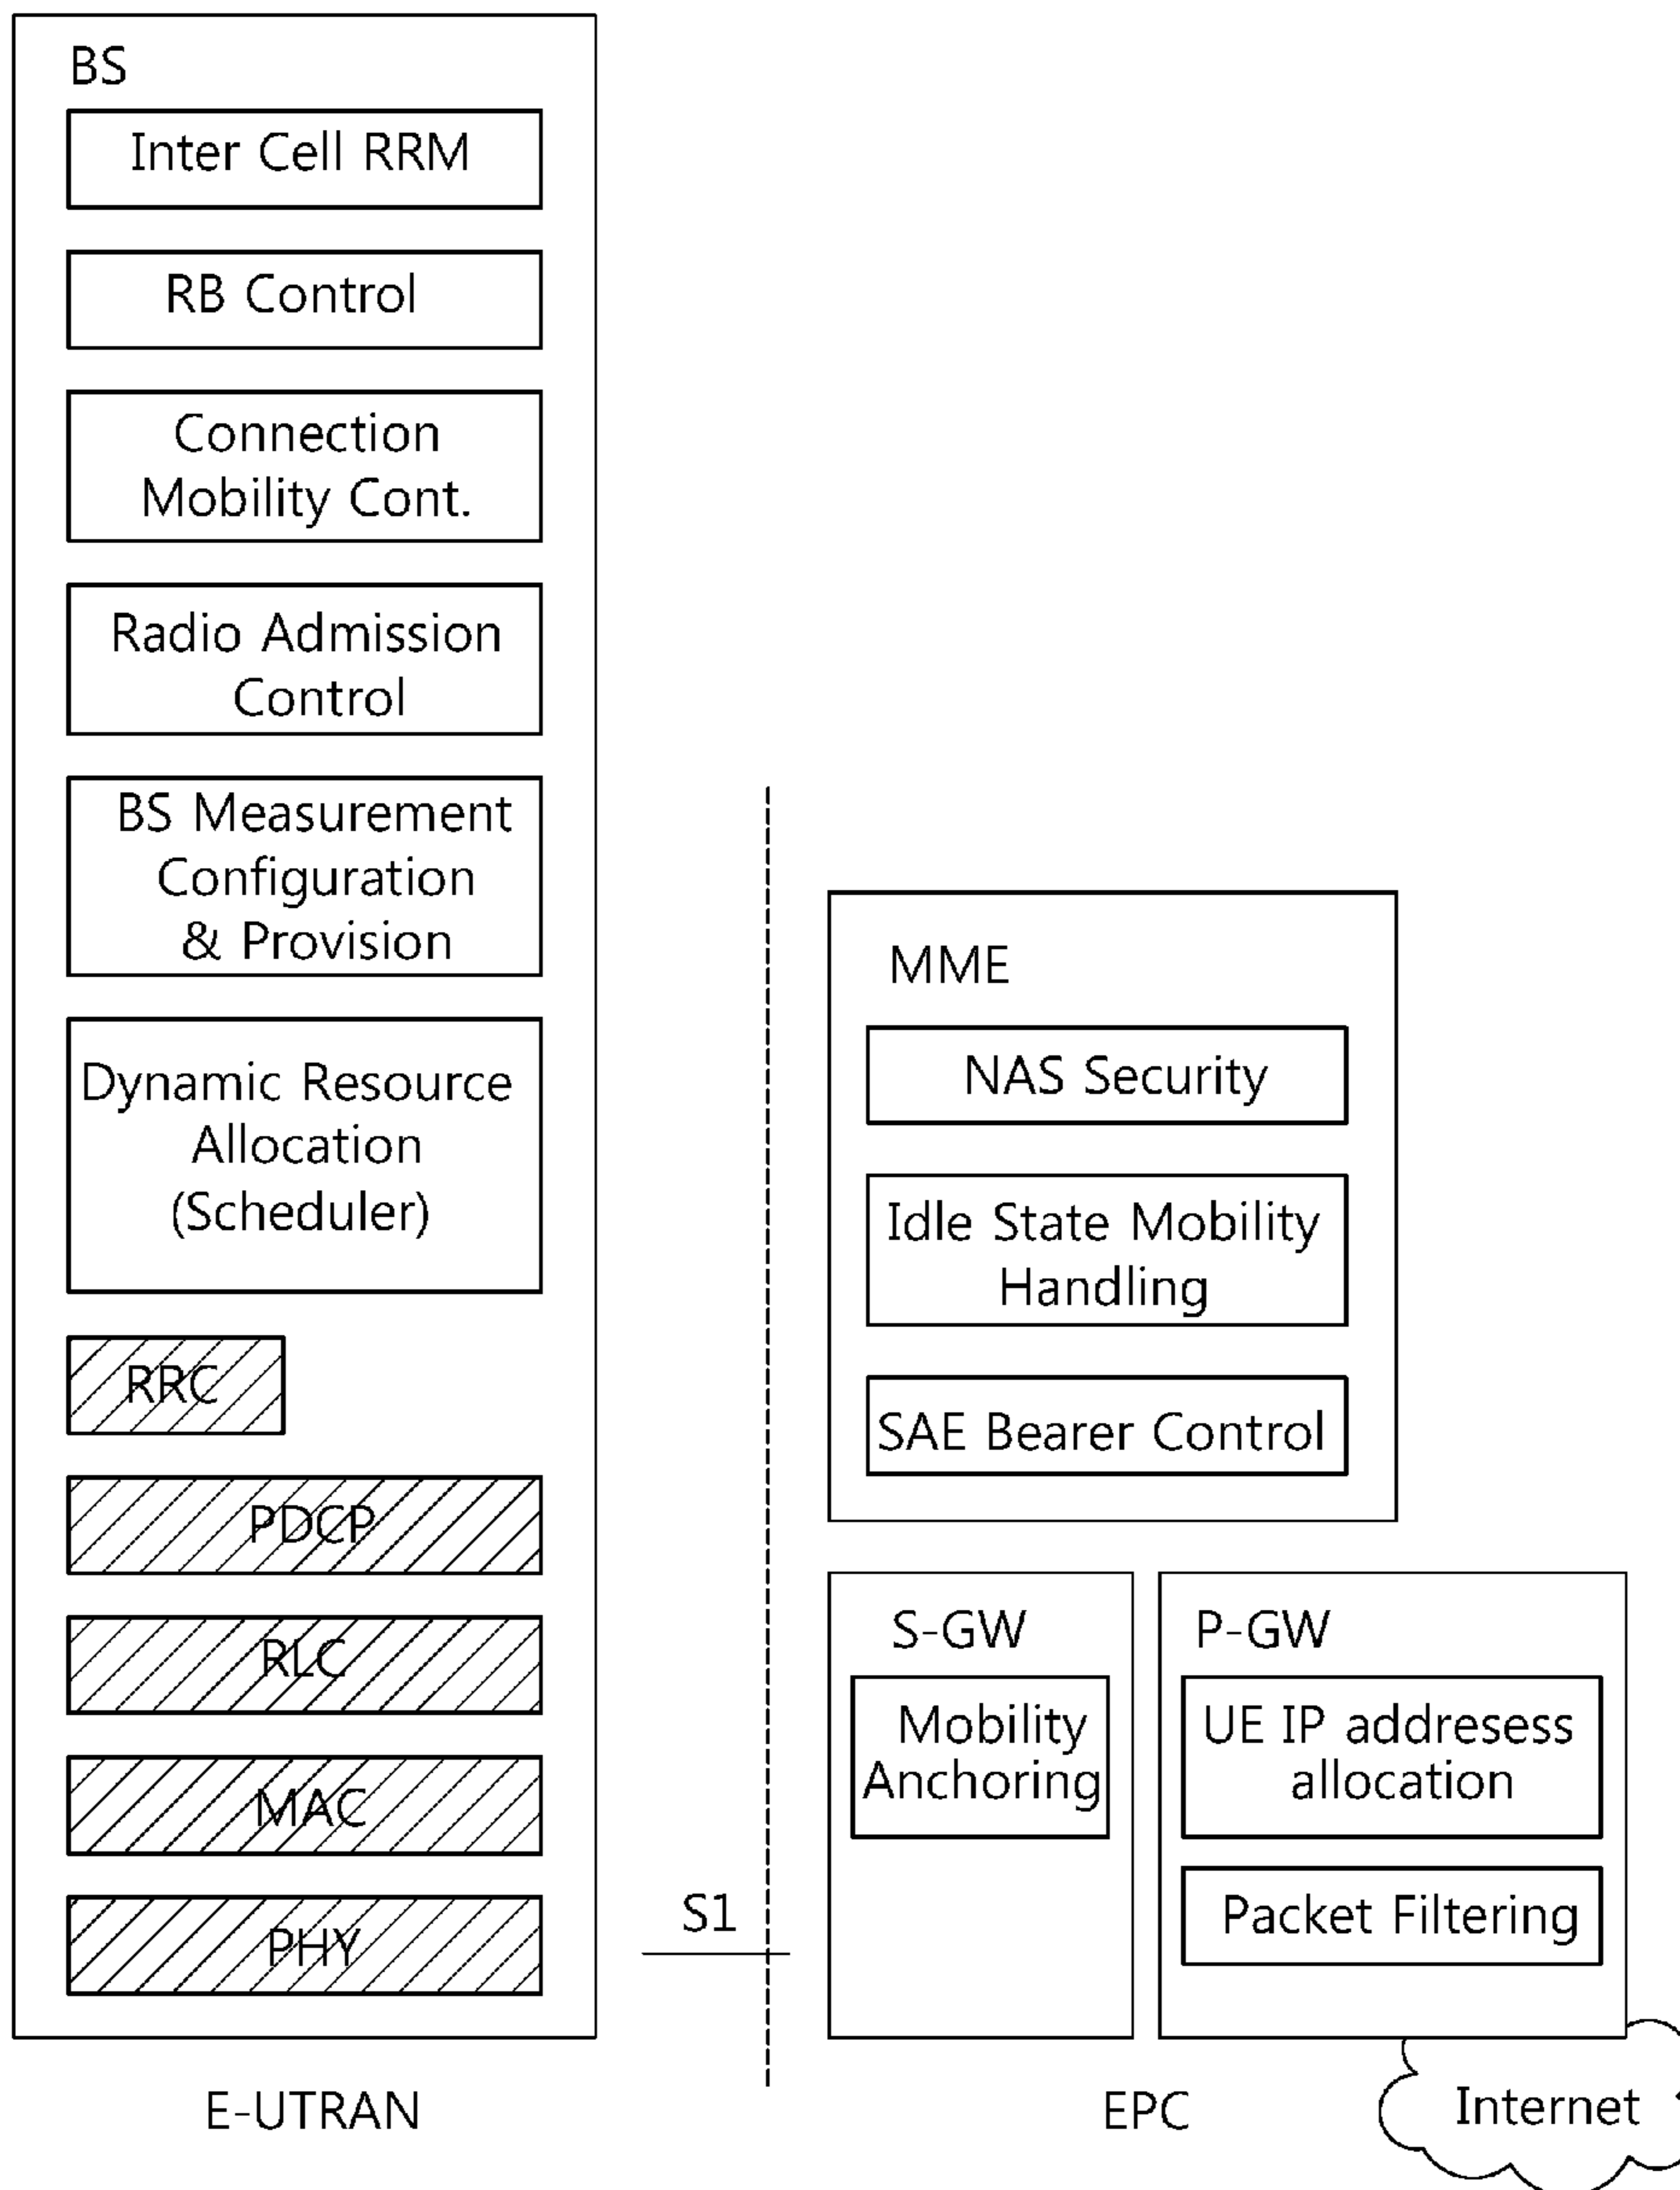 BS
Inter Cell RRM
RB Control
Connection
Mobility Cont.
Radio Admission
Control
BS Measurement
Configuration
& Provision
Dynamic Resource
Allocation
(Scheduler)
RRC
PDCP
RLC
MAC
PHY
E-UTRAN
S1
MME
NAS Security
Idle State Mobility
Handling
SAE Bearer Control
S-GW
Mobility
Anchoring
P-GW
UE IP addresess
allocation
Packet Filtering
EPC
Internet